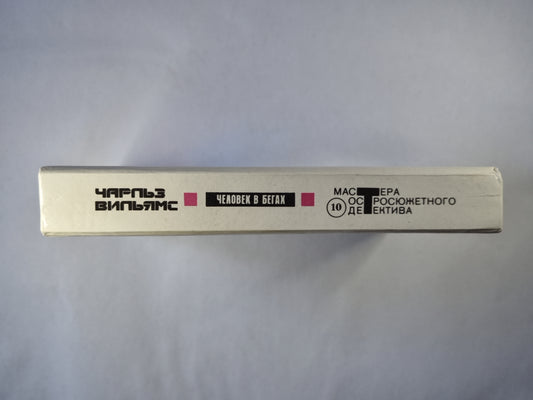 ЧАРЛЬЗ
ВИЛЬЯМС
ЧЕЛОВЕК В БЕГАХ
МАСТЕРА
ОСТРОСЮЖЕТНОГО
ДЕТЕКТИВА
10